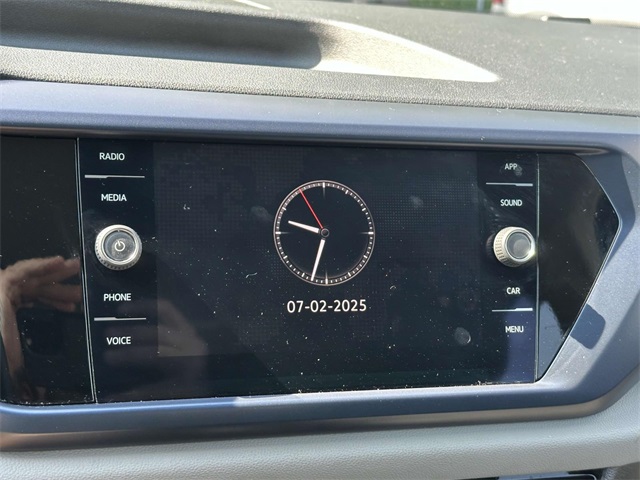 RADIO
MEDIA
PHONE
VOICE
07-02-2025
APP
SOUND
CAR
MENU